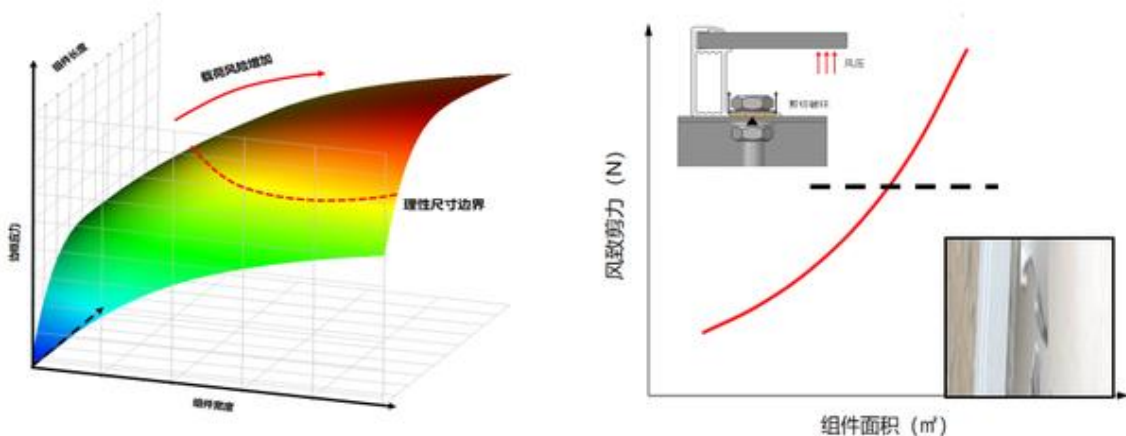 组件长度
载荷风险增加
理性尺寸边界
边框应力
组件宽度
风压
剪切破坏
风致剪力（N）
组件面积（㎡）